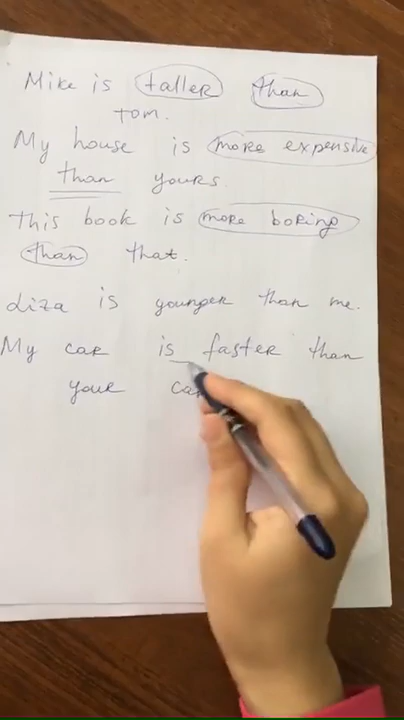 Mike is taller than
Tom.
My house is more expensive
than yours.
This book is more boring
than that.
Liza is younger than me.
My car is faster than
your car